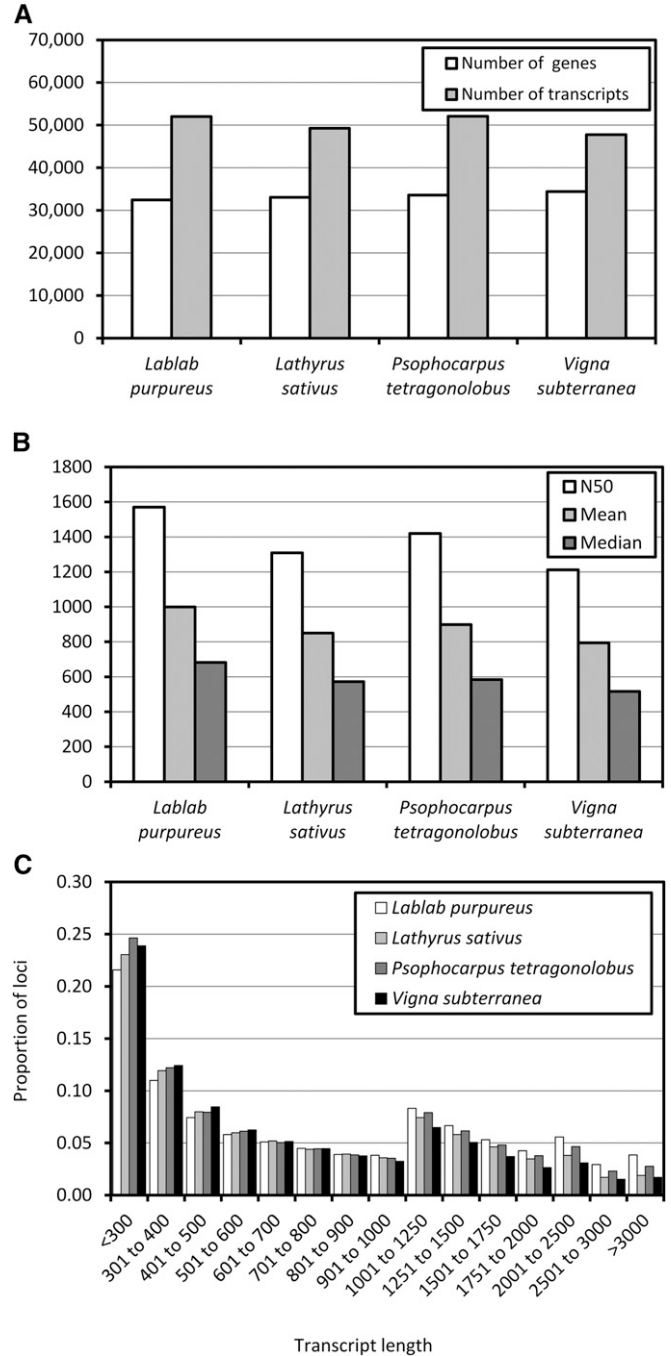 A
70,000
60,000
50,000
40,000
30,000
20,000
10,000
0
Number of genes
Number of transcripts
Lablab
purpureus
Lathyrus
sativus
Psophocarpus
tetragonolobus
Vigna
subterranea
B
1800
1600
1400
1200
1000
800
600
400
200
0
N50
Mean
Median
Lablab
purpureus
Lathyrus
sativus
Psophocarpus
tetragonolobus
Vigna
subterranea
C
Proportion of loci
0.30
0.25
0.20
0.15
0.10
0.05
0.00
Lablab purpureus
Lathyrus sativus
Psophocarpus tetragonolobus
Vigna subterranea
<300
301 to 400
401 to 500
501 to 600
601 to 700
701 to 800
801 to 900
901 to 1000
1001 to 1250
1251 to 1500
1501 to 1750
1751 to 2000
2001 to 2500
2501 to 3000
>3000
Transcript length